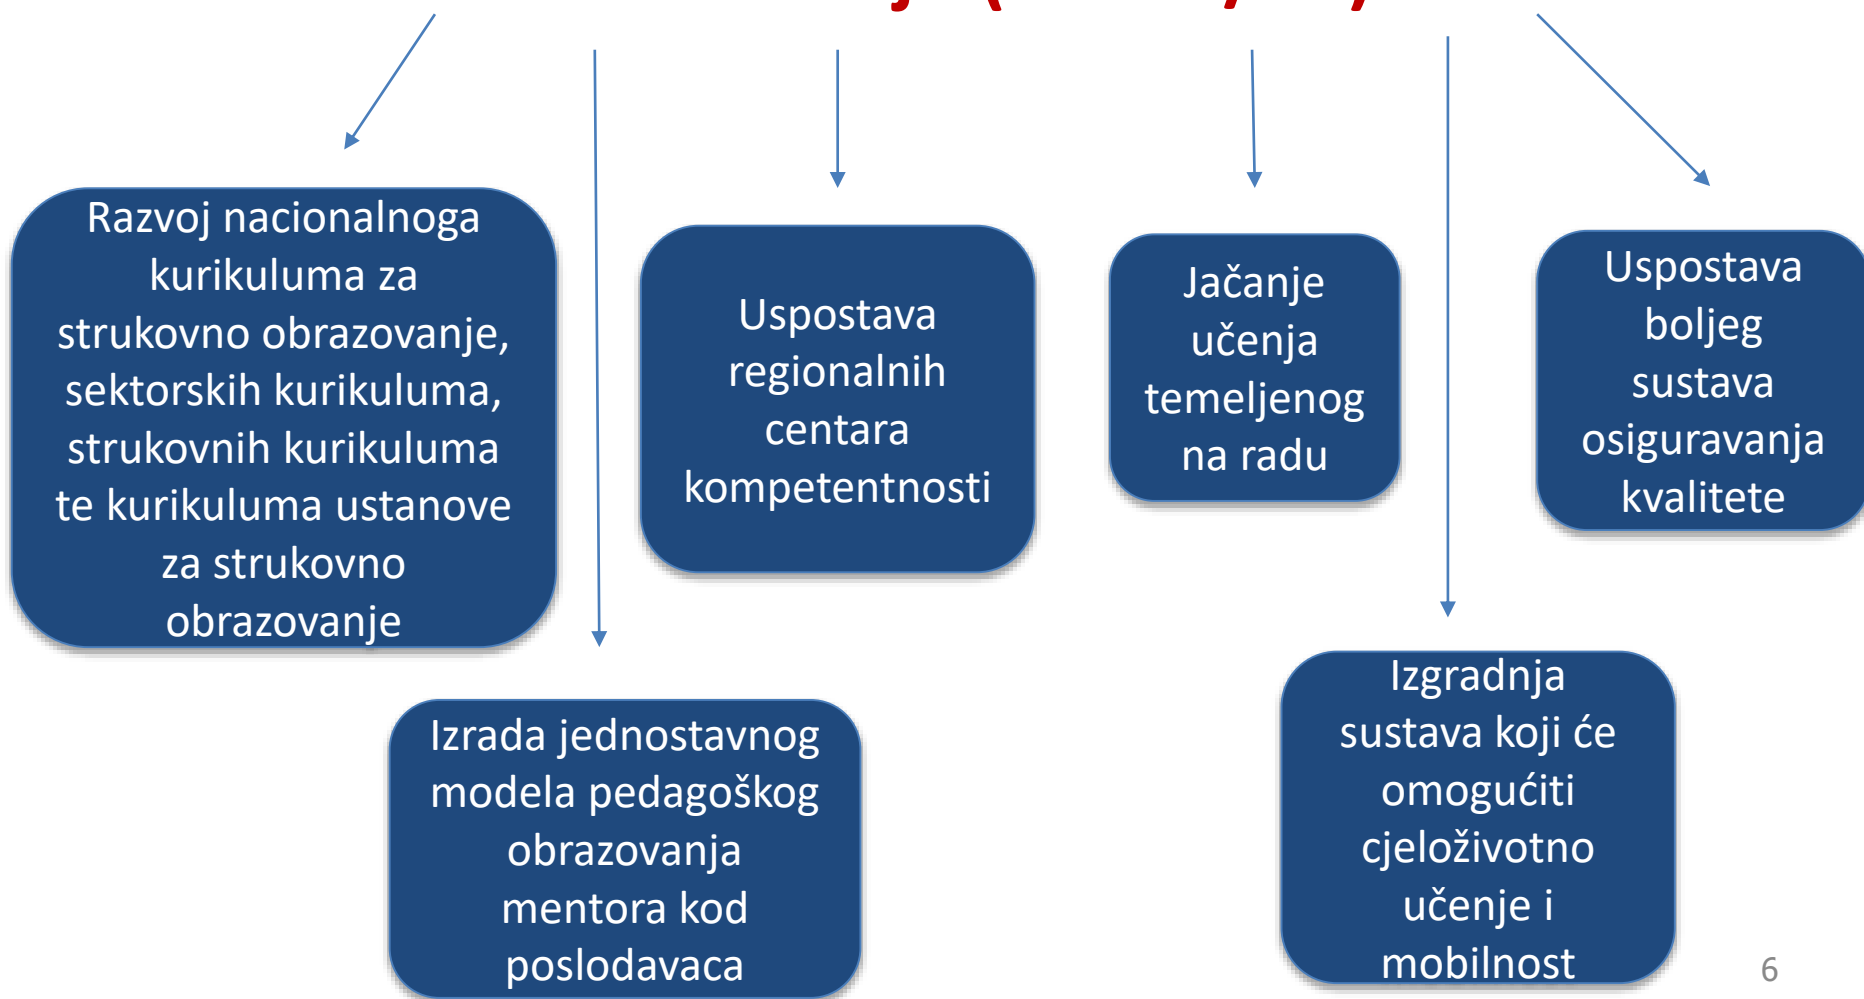 Razvoj nacionalnoga
kurikuluma za
strukovno obrazovanje,
sektorskih kurikuluma,
strukovnih kurikuluma
te kurikuluma ustanove
za strukovno
obrazovanje
Uspostava
regionalnih
centara
kompetentnosti
Jačanje
učenja
temeljenog
na radu
Uspostava
boljeg
sustava
osiguravanja
kvalitete
Izrada jednostavnog
modela pedagoškog
obrazovanja
mentora kod
poslodavaca
Izgradnja
sustava koji će
omogućiti
cjeloživotno
učenje i
mobilnost
6